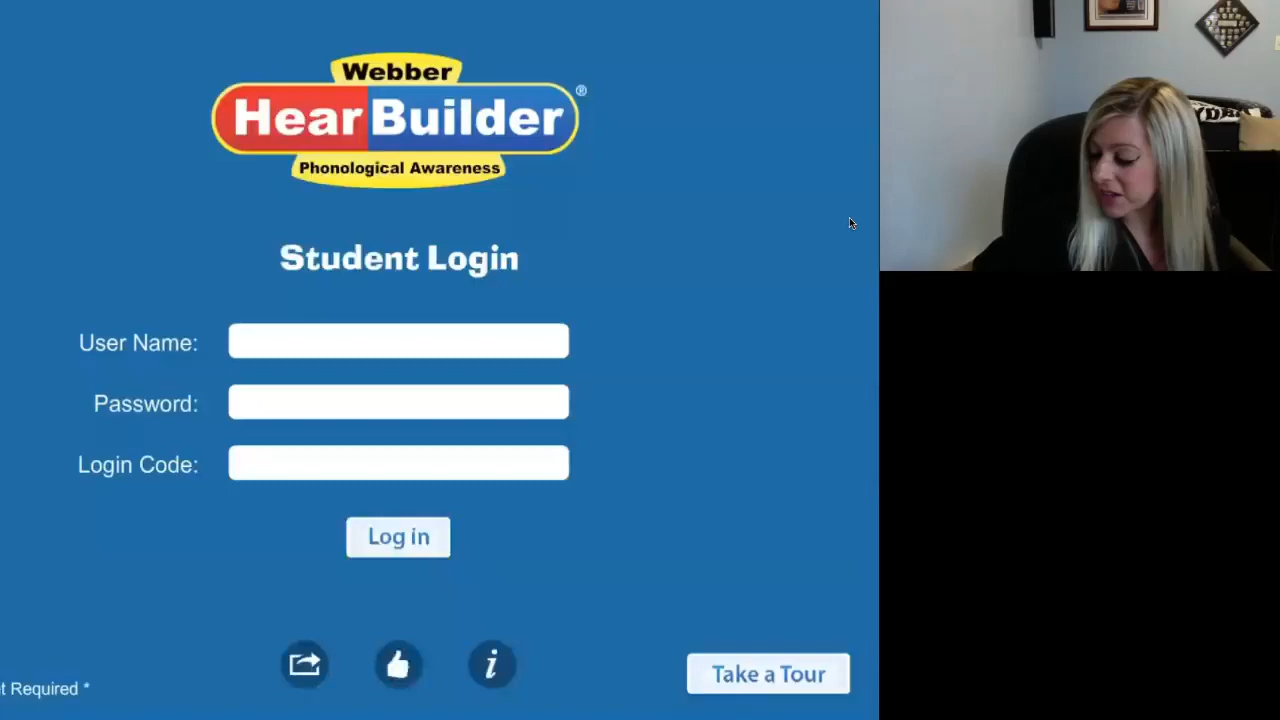 Webber
HearBuilder®
Phonological Awareness
Student Login
User Name:
Password:
Login Code:
Log in
Take a Tour
Required *